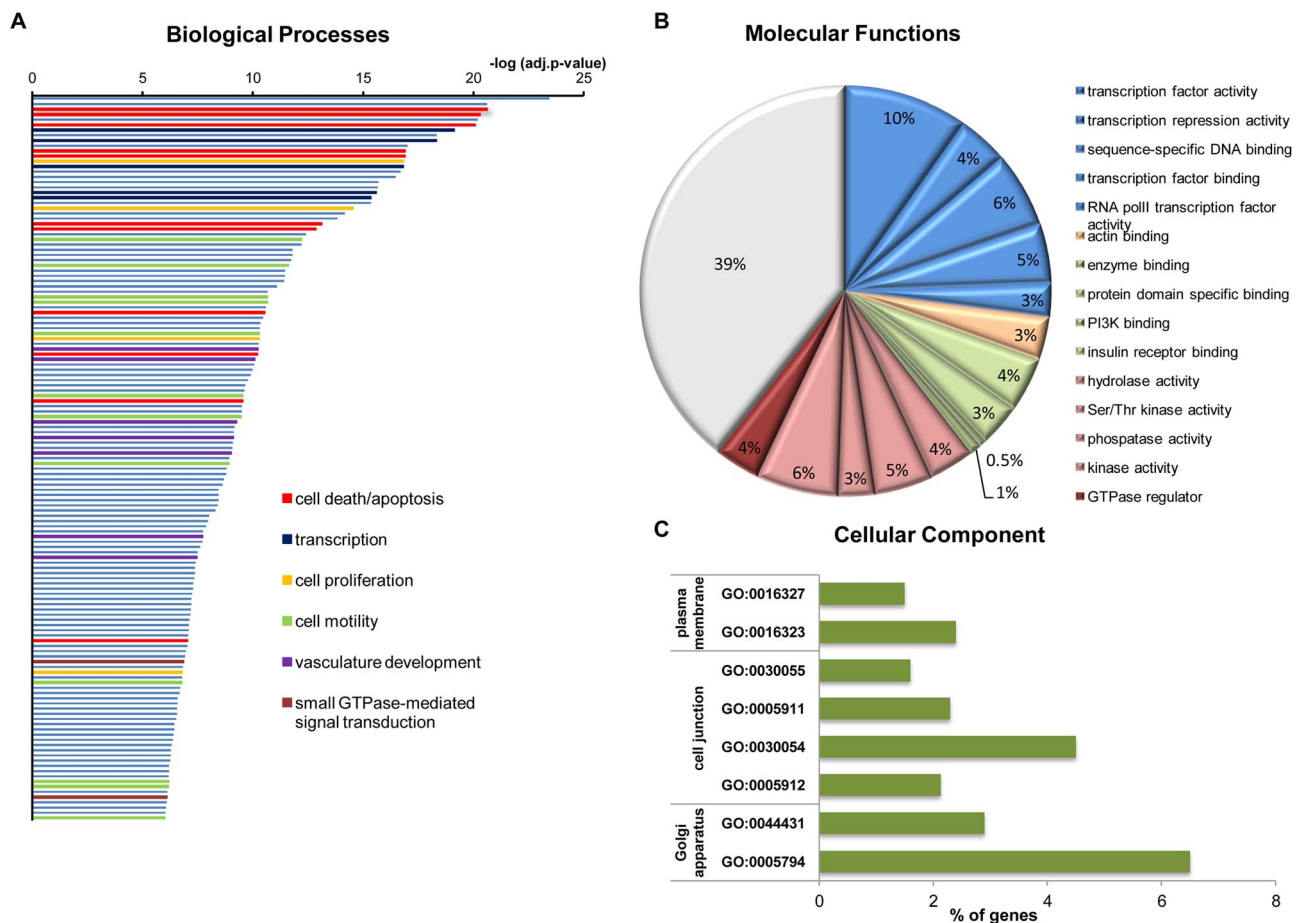 A
Biological Processes
-log (adj.p-value)
0 5 10 15 20 25
cell death/apoptosis
transcription
cell proliferation
cell motility
vasculature development
small GTPase-mediated
signal transduction
B
Molecular Functions
10%
4%
6%
5%
3%
3%
4%
3%
0.5%
1%
4%
5%
3%
6%
4%
39%
transcription factor activity
transcription repression activity
sequence-specific DNA binding
transcription factor binding
RNA polII transcription factor
activity
actin binding
enzyme binding
protein domain specific binding
PI3K binding
insulin receptor binding
hydrolase activity
Ser/Thr kinase activity
phospatase activity
kinase activity
GTPase regulator
C
Cellular Component
plasma
membrane
GO:0016327
GO:0016323
cell junction
GO:0030055
GO:0005911
GO:0030054
GO:0005912
Golgi
apparatus
GO:0044431
GO:0005794
0 2 4 6 8
% of genes